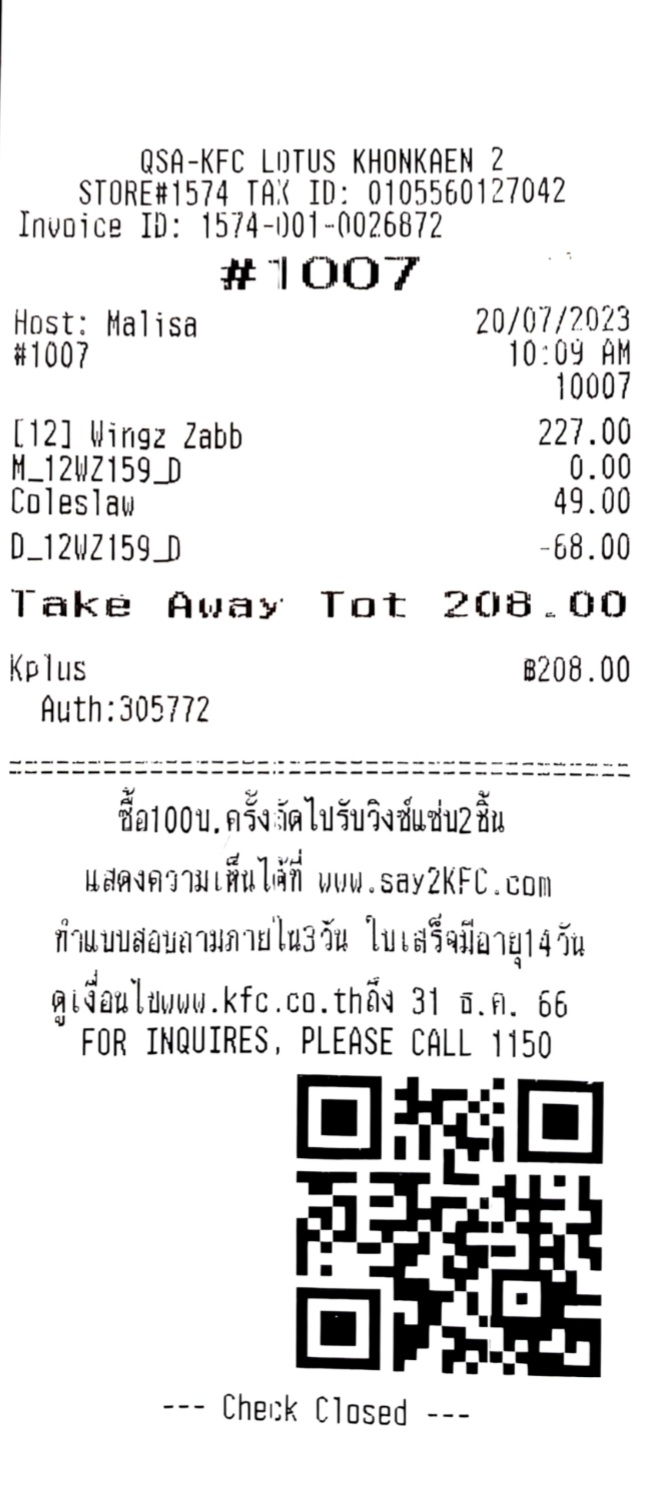 QSA-KFC LOTUS KHONKAEN 2
STORE#1574 TAX ID: 0105560127042
Invoice ID: 1574-001-0026872
#1007
Host: Malisa 20/07/2023
#1007 10:09 AM
10007
[12] Wingz Zabb 227.00
M_12WZ159_D 0.00
Coleslaw 49.00
D_12WZ159_D -68.00
Take Away Tot 208.00
Kplus ฿208.00
Auth:305772
========================================
ซื้อ100บ.ครั้งถัดไปรับวิงซ์แซ่บ2ชิ้น
แสดงความเห็นได้ที่ www.say2KFC.com
ทำแบบสอบถามภายใน3วัน ใบเสร็จมีอายุ14วัน
ดูเงื่อนไขwww.kfc.co.thถึง 31 ธ.ค. 66
FOR INQUIRES, PLEASE CALL 1150
--- Check Closed ---